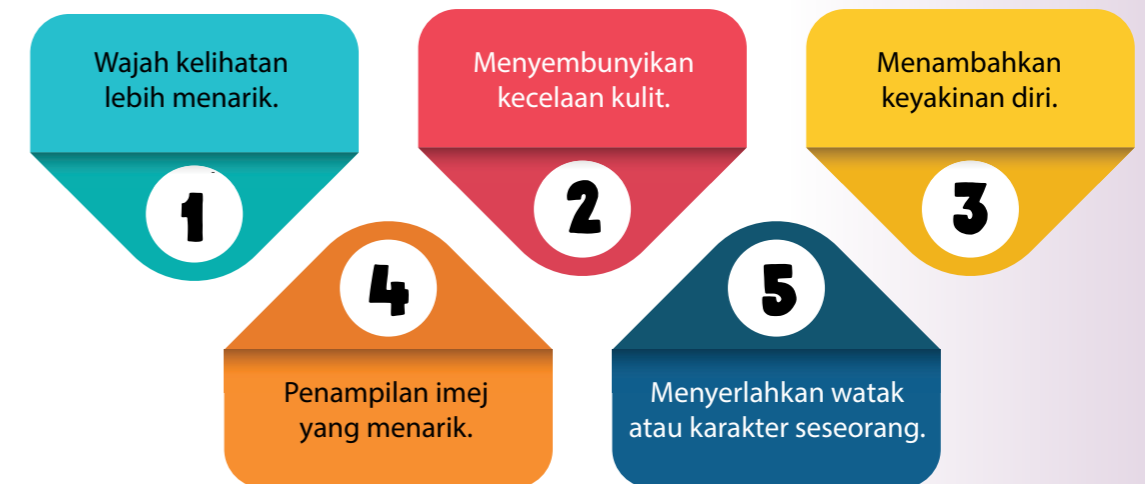 Wajah kelihatan
lebih menarik.
1
Menyembunyikan
kecelaan kulit.
2
Menambahkan
keyakinan diri.
3
4
Penampilan imej
yang menarik.
5
Menyerlahkan watak
atau karakter seseorang.